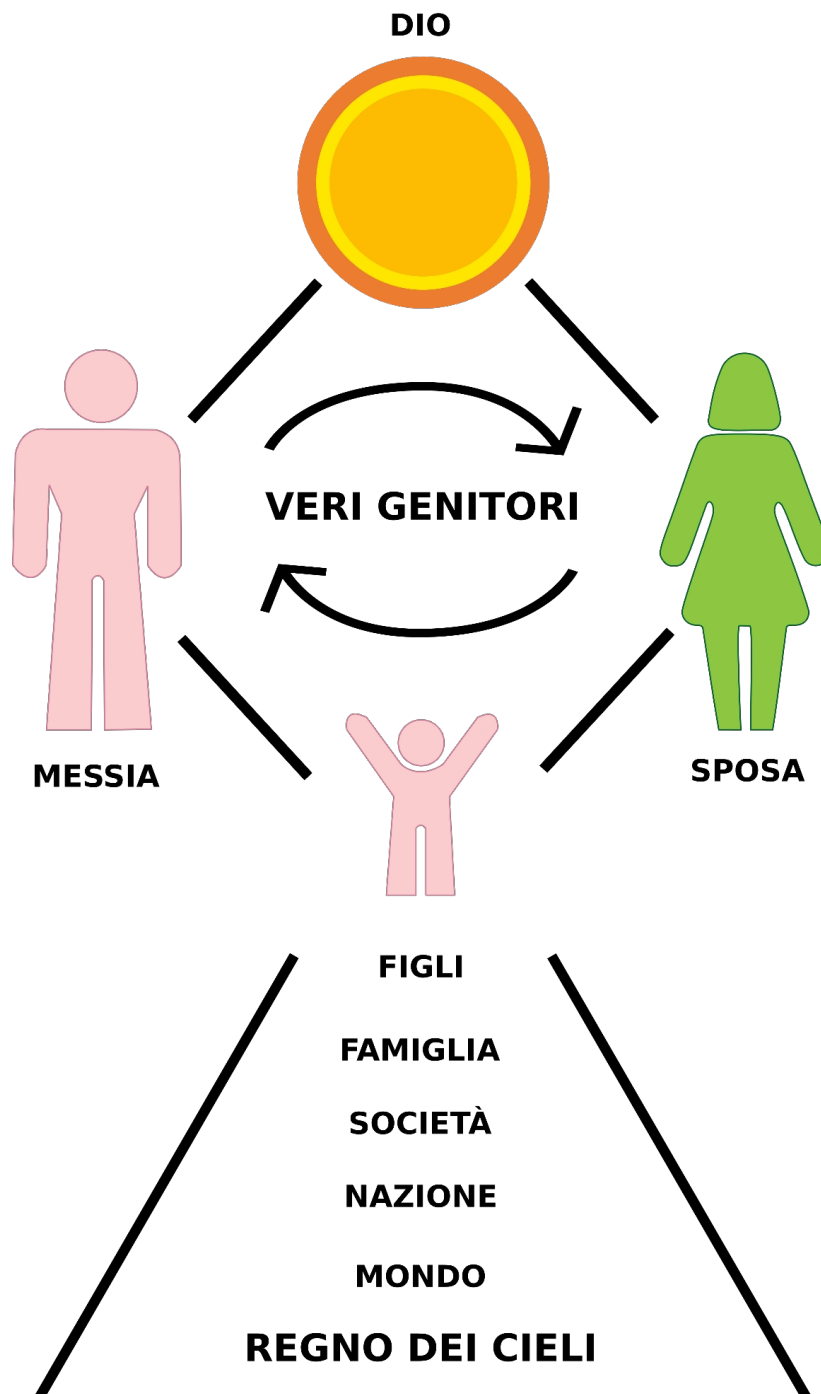 DIO
VERI GENITORI
MESSIA
SPOSA
FIGLI
FAMIGLIA
SOCIETÀ
NAZIONE
MONDO
REGNO DEI CIELI